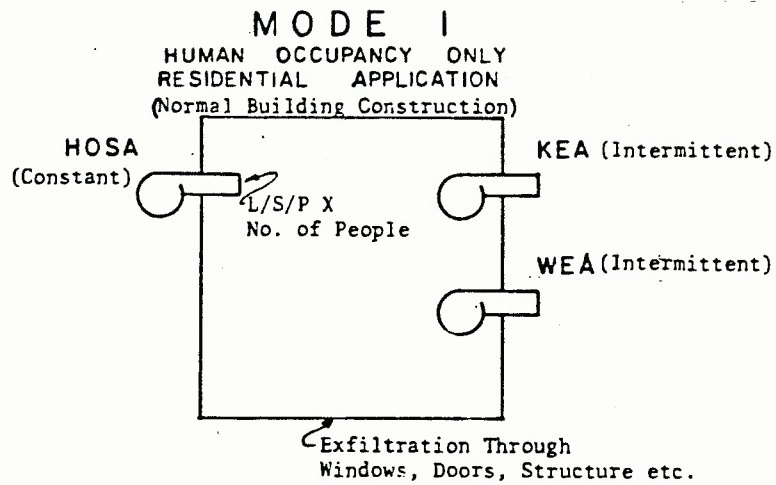 MODE I
HUMAN OCCUPANCY ONLY
RESIDENTIAL APPLICATION
(Normal Building Construction)
HOSA
(Constant)
L/S/P X
No. of People
KEA (Intermittent)
WEA (Intermittent)
Exfiltration Through
Windows, Doors, Structure etc.